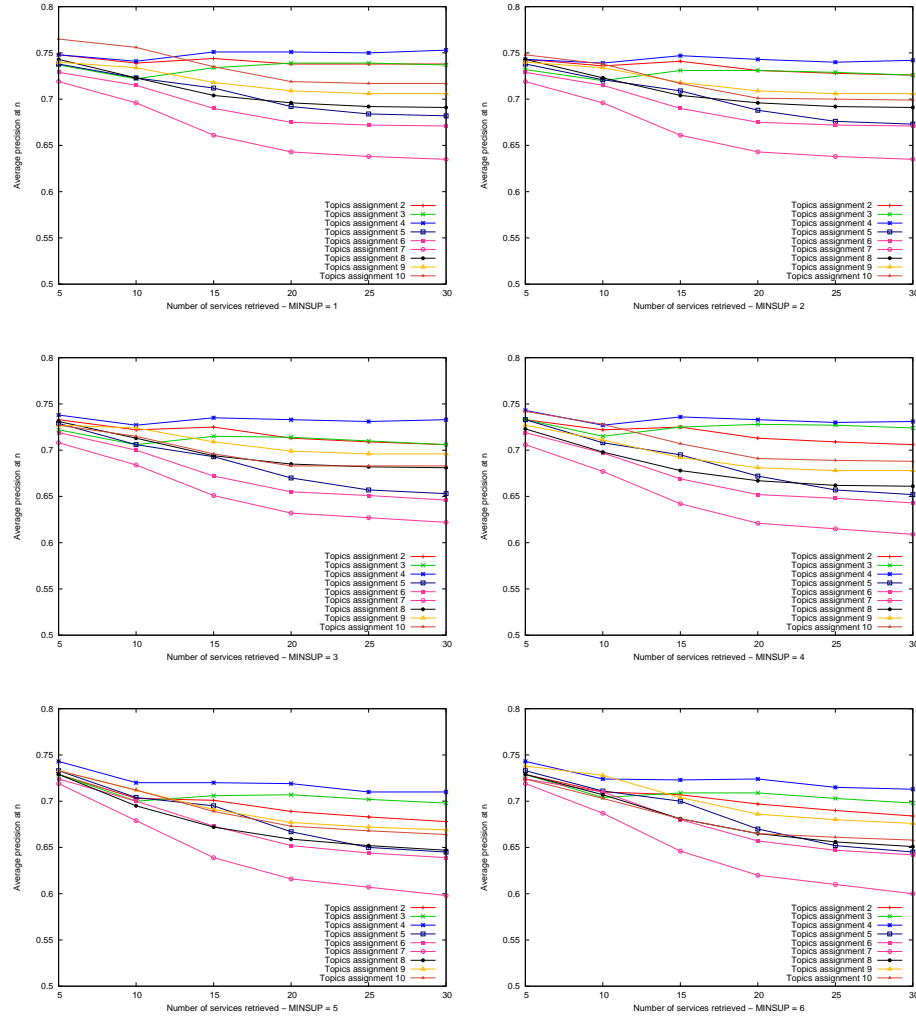 0.8
0.75
0.7
0.65
0.6
0.55
0.5
Average precision at n
Topics assignment 2
Topics assignment 3
Topics assignment 4
Topics assignment 5
Topics assignment 6
Topics assignment 7
Topics assignment 8
Topics assignment 9
Topics assignment 10
5 10 15 20 25 30
Number of services retrieved – MINSUP = 1
0.8
0.75
0.7
0.65
0.6
0.55
0.5
Average precision at n
Topics assignment 2
Topics assignment 3
Topics assignment 4
Topics assignment 5
Topics assignment 6
Topics assignment 7
Topics assignment 8
Topics assignment 9
Topics assignment 10
5 10 15 20 25 30
Number of services retrieved – MINSUP = 2
0.8
0.75
0.7
0.65
0.6
0.55
0.5
Average precision at n
Topics assignment 2
Topics assignment 3
Topics assignment 4
Topics assignment 5
Topics assignment 6
Topics assignment 7
Topics assignment 8
Topics assignment 9
Topics assignment 10
5 10 15 20 25 30
Number of services retrieved – MINSUP = 3
0.8
0.75
0.7
0.65
0.6
0.55
0.5
Average precision at n
Topics assignment 2
Topics assignment 3
Topics assignment 4
Topics assignment 5
Topics assignment 6
Topics assignment 7
Topics assignment 8
Topics assignment 9
Topics assignment 10
5 10 15 20 25 30
Number of services retrieved – MINSUP = 4
0.8
0.75
0.7
0.65
0.6
0.55
0.5
Average precision at n
Topics assignment 2
Topics assignment 3
Topics assignment 4
Topics assignment 5
Topics assignment 6
Topics assignment 7
Topics assignment 8
Topics assignment 9
Topics assignment 10
5 10 15 20 25 30
Number of services retrieved – MINSUP = 5
0.8
0.75
0.7
0.65
0.6
0.55
0.5
Average precision at n
Topics assignment 2
Topics assignment 3
Topics assignment 4
Topics assignment 5
Topics assignment 6
Topics assignment 7
Topics assignment 8
Topics assignment 9
Topics assignment 10
5 10 15 20 25 30
Number of services retrieved – MINSUP = 6